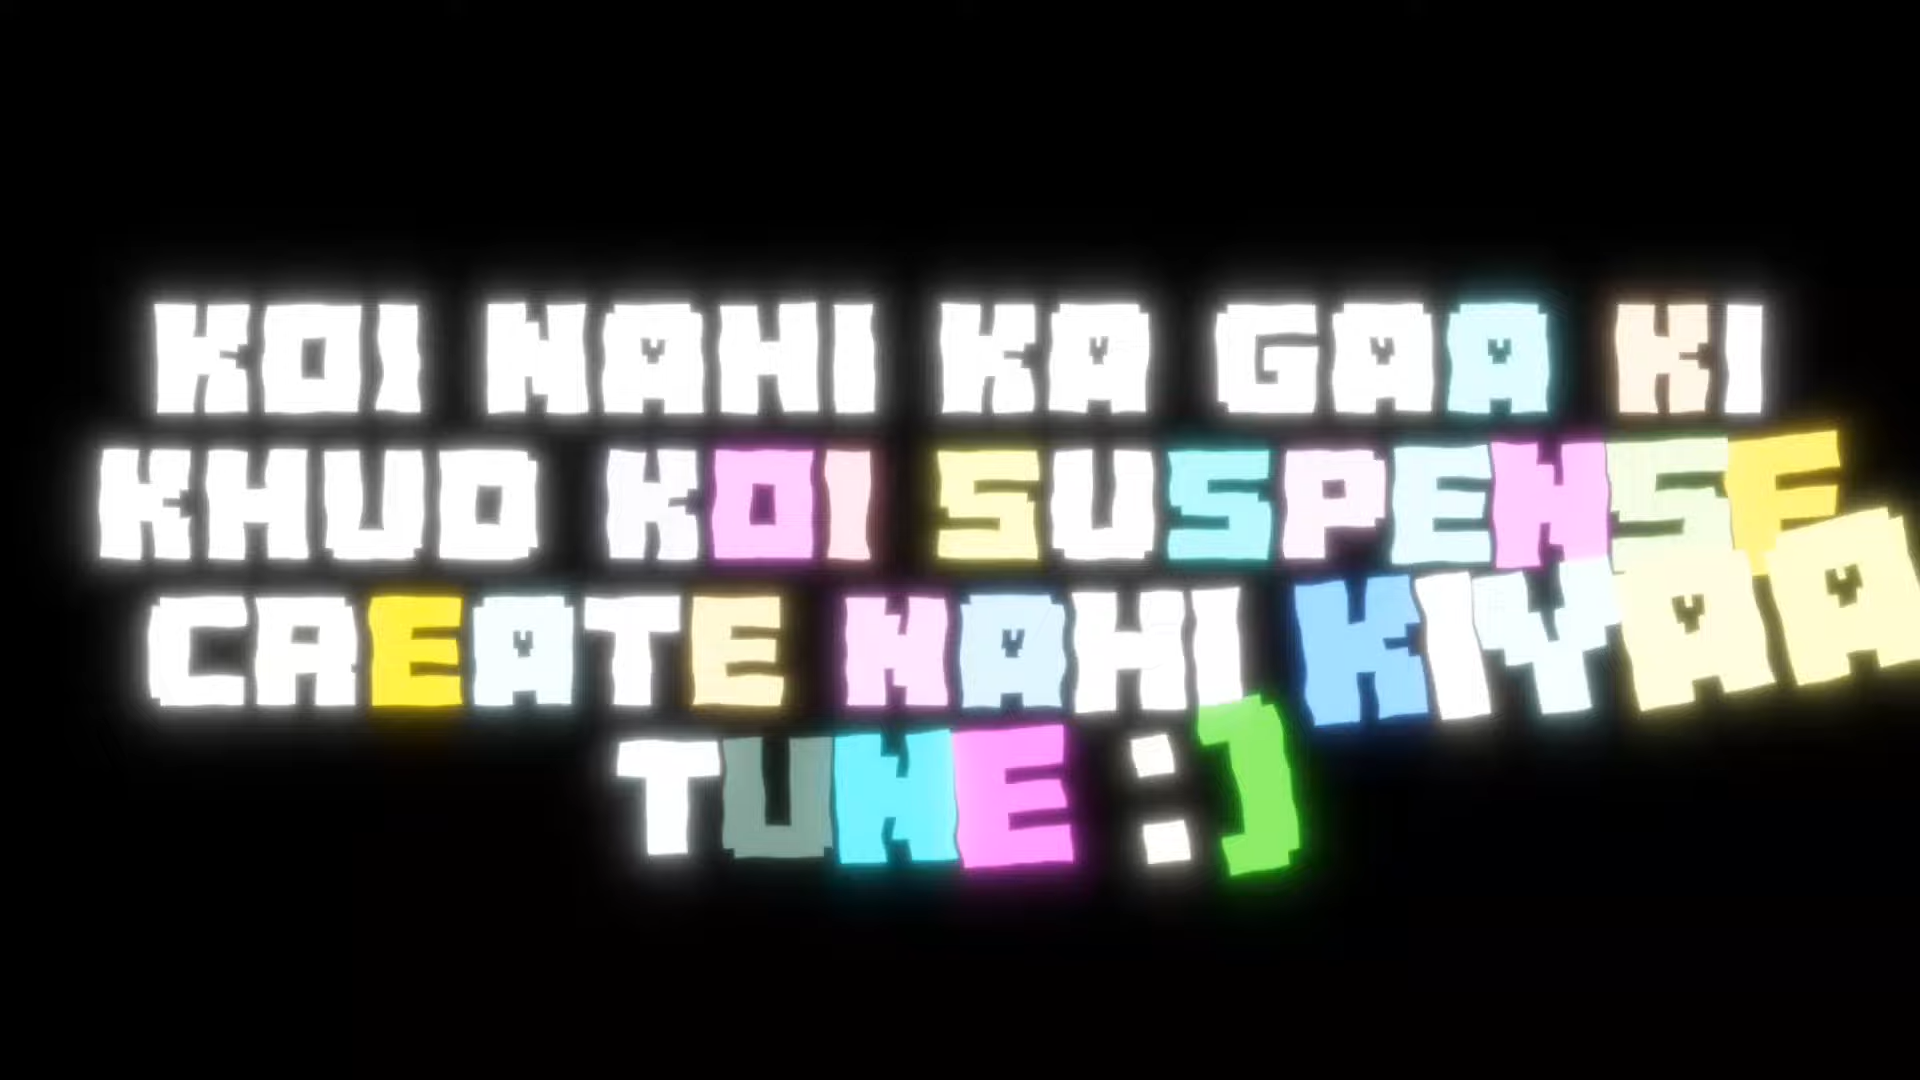 KOI NAHI KA GAA KI
KHUD KOI SUSPENSE
CREATE NAHI KIYAA
TUNE :)